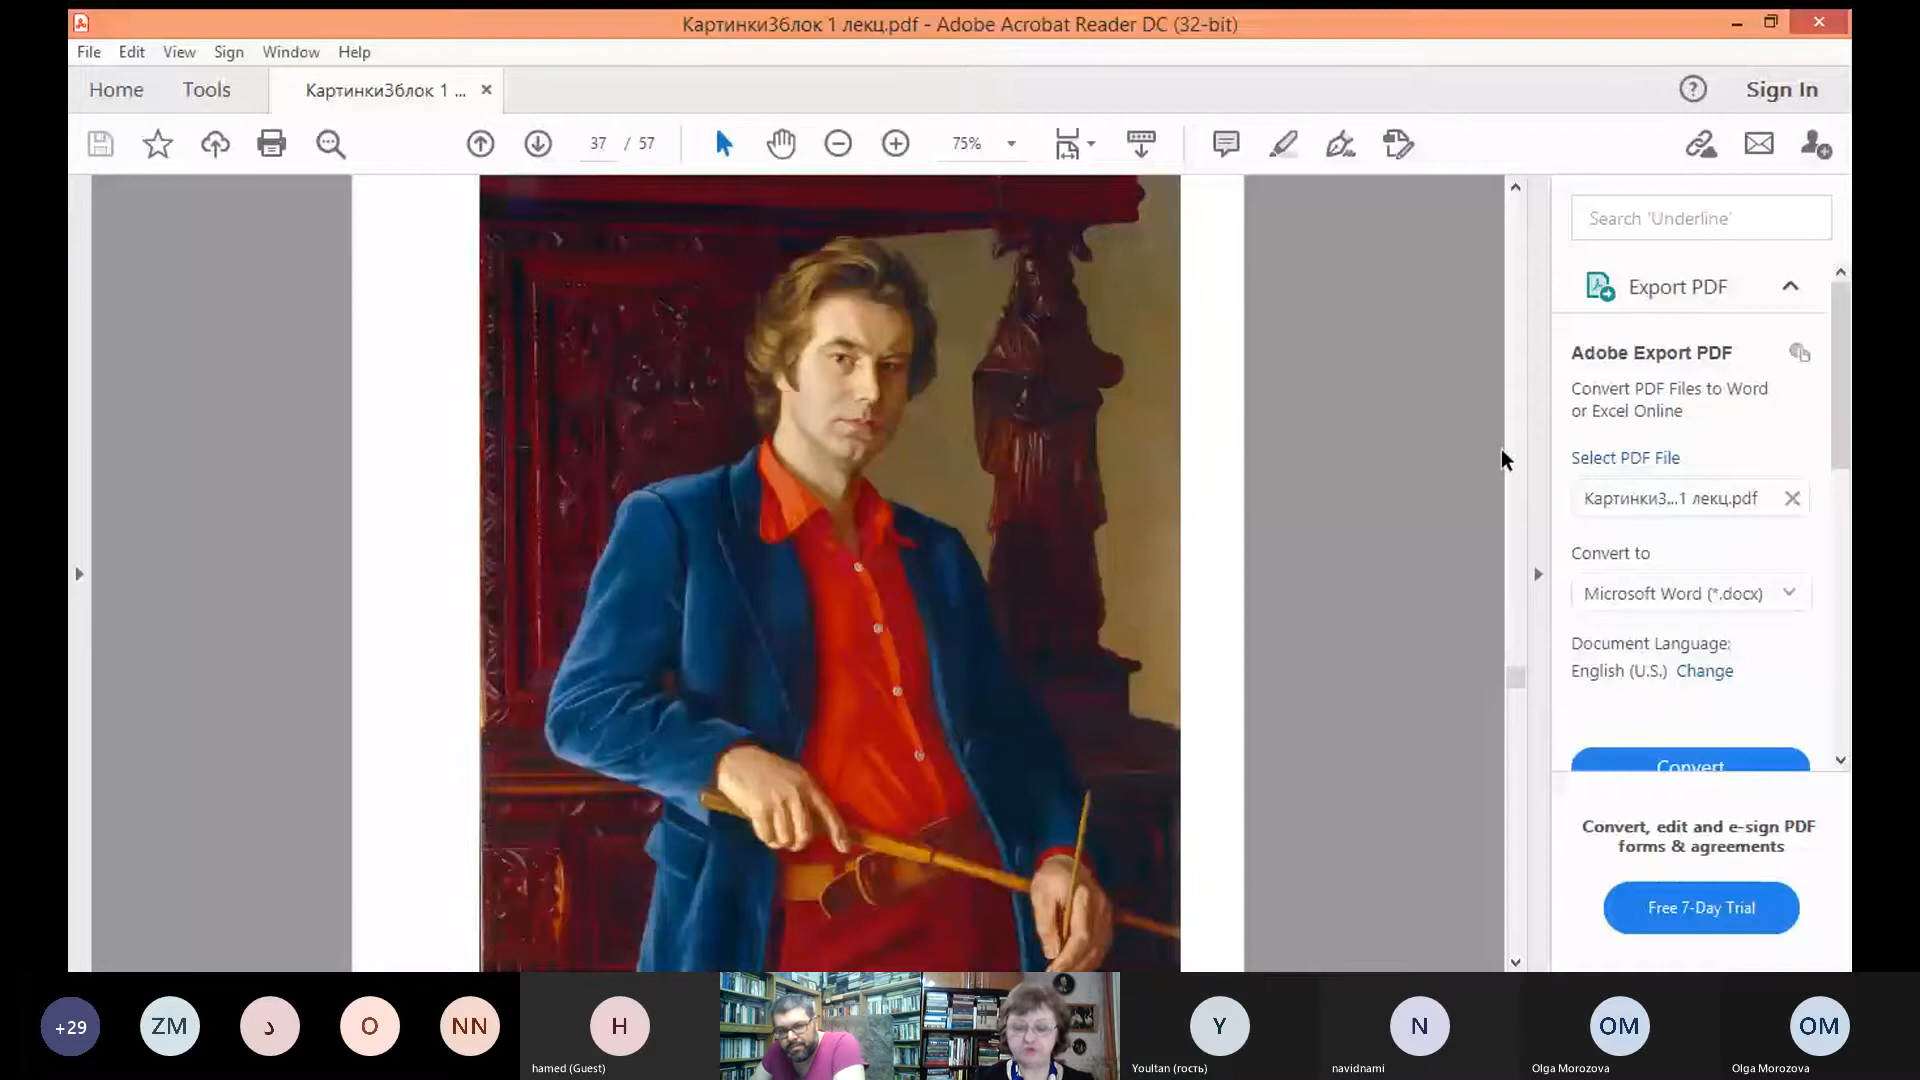 Картинки3блок 1 лекц.pdf - Adobe Acrobat Reader DC (32-bit)
File Edit View Sign Window Help
Home Tools Картинки3блок 1 ... Sign In
37 / 57 75%
Search 'Underline'
Export PDF
Adobe Export PDF
Convert PDF Files to Word
or Excel Online
Select PDF File
Картинки3...1 лекц.pdf
Convert to
Microsoft Word (*.docx)
Document Language:
English (U.S.) Change
Convert
Convert, edit and e-sign PDF
forms & agreements
Free 7-Day Trial
+29 ZM د O NN H Y N OM OM
hamed (Guest) Youltan (гость) navidnami Olga Morozova Olga Morozova